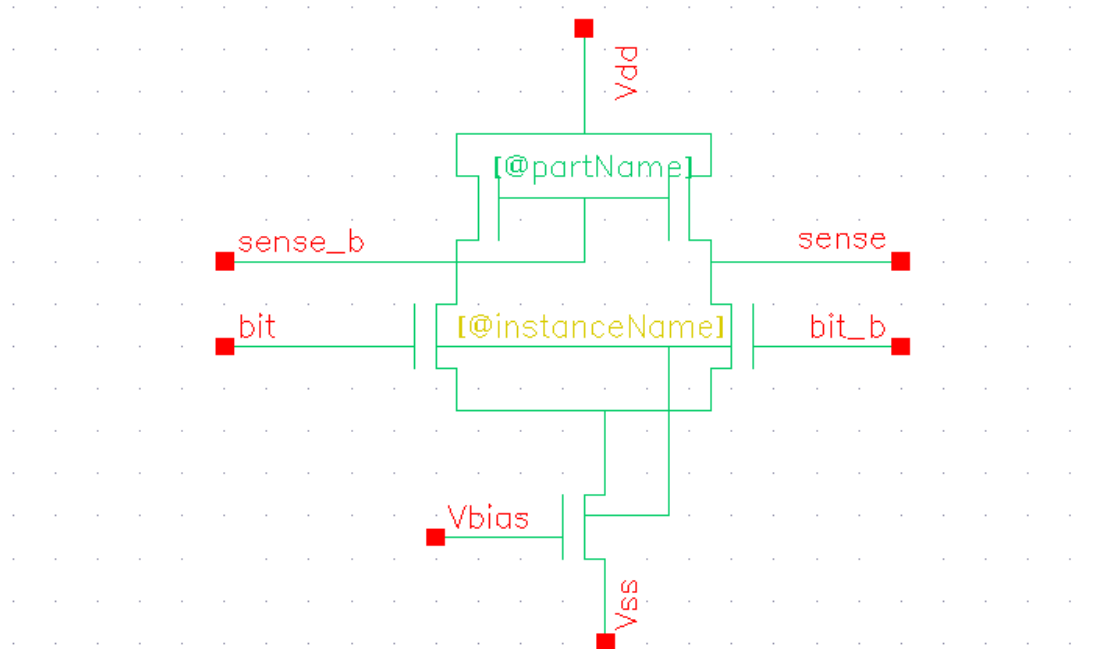 Vdd
[@partName]
sense_b
sense
bit
[@instanceName]
bit_b
Vbias
Vss